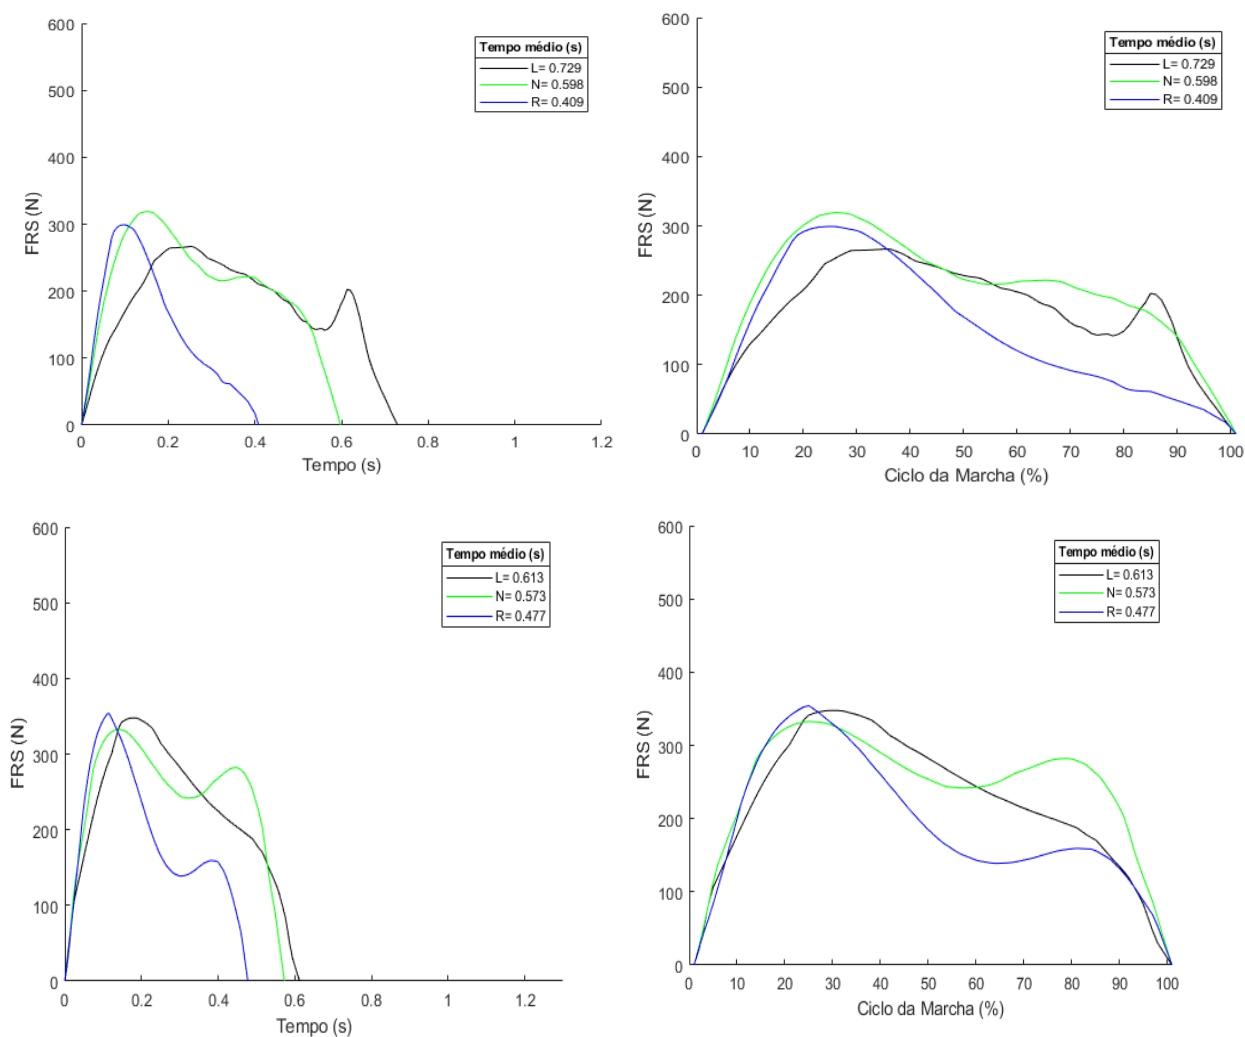 600
500
400
300
200
100
0
FRS (N)
Tempo médio (s)
L= 0.729
N= 0.598
R= 0.409
0 0.2 0.4 0.6 0.8 1 1.2
Tempo (s)
600
500
400
300
200
100
0
FRS (N)
Tempo médio (s)
L= 0.729
N= 0.598
R= 0.409
0 10 20 30 40 50 60 70 80 90 100
Ciclo da Marcha (%)
600
500
400
300
200
100
0
FRS (N)
Tempo médio (s)
L= 0.613
N= 0.573
R= 0.477
0 0.2 0.4 0.6 0.8 1 1.2
Tempo (s)
600
500
400
300
200
100
0
FRS (N)
Tempo médio (s)
L= 0.613
N= 0.573
R= 0.477
0 10 20 30 40 50 60 70 80 90 100
Ciclo da Marcha (%)